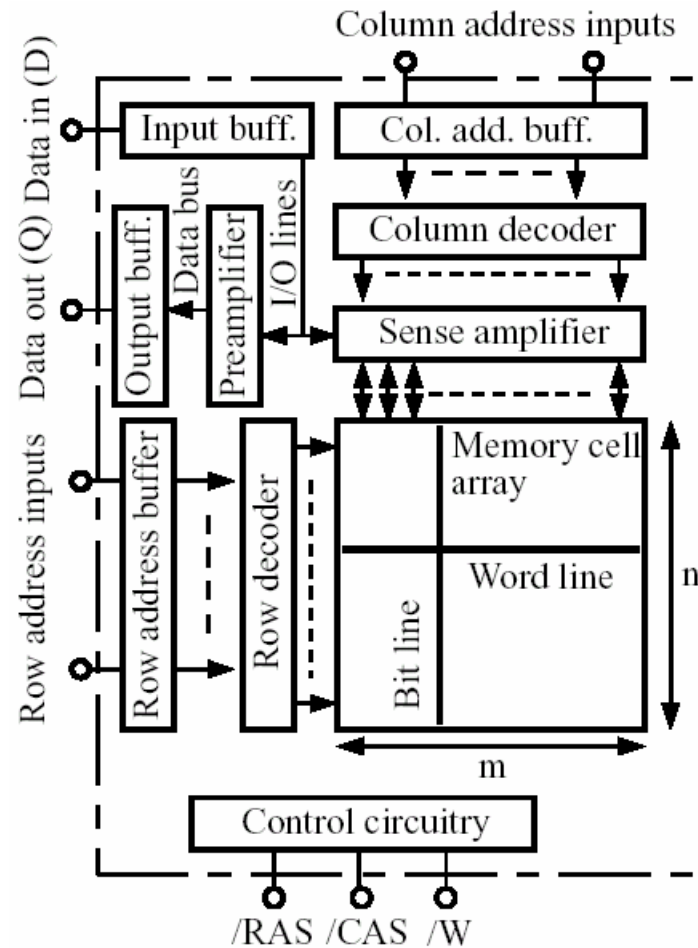 Column address inputs
Data in (D)
Input buff.
Col. add. buff.
Data out (Q)
Output buff.
Data bus
Preamplifier
I/O lines
Column decoder
Sense amplifier
Row address inputs
Row address buffer
Row decoder
Memory cell
array
Word line
Bit line
n
m
Control circuitry
/RAS /CAS /W